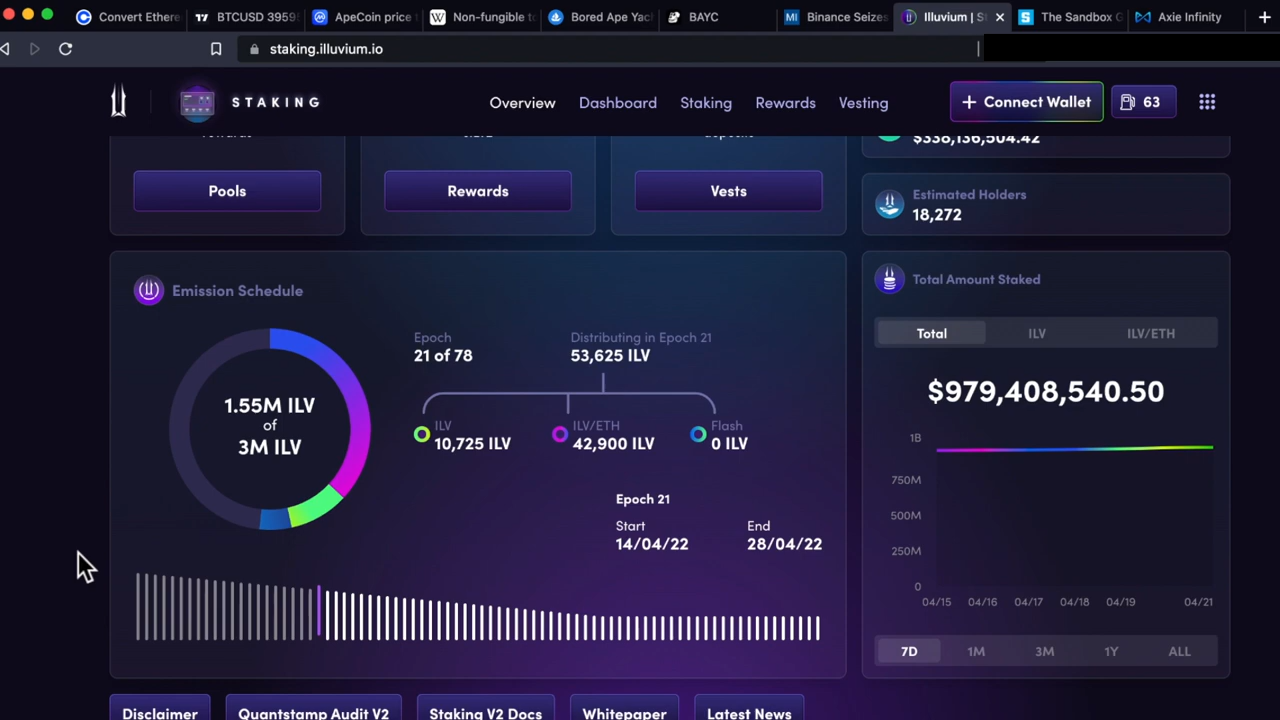 Convert Ethere
BTCUSD 3959
ApeCoin price
Non-fungible to
Bored Ape Yac
BAYC
Binance Seizes
Illuvium | S
The Sandbox G
Axie Infinity
staking.illuvium.io
STAKING
Overview
Dashboard
Staking
Rewards
Vesting
+ Connect Wallet
63
$338,136,504.42
Pools
Rewards
Vests
Estimated Holders
18,272
Emission Schedule
1.55M ILV
of
3M ILV
Epoch
21 of 78
Distributing in Epoch 21
53,625 ILV
ILV
10,725 ILV
ILV/ETH
42,900 ILV
Flash
0 ILV
Epoch 21
Start
14/04/22
End
28/04/22
Total Amount Staked
Total
ILV
ILV/ETH
$979,408,540.50
1B
750M
500M
250M
0
04/15
04/16
04/17
04/18
04/19
04/21
7D
1M
3M
1Y
ALL
Disclaimer
Quantstamp Audit V2
Staking V2 Docs
Whitepaper
Latest News